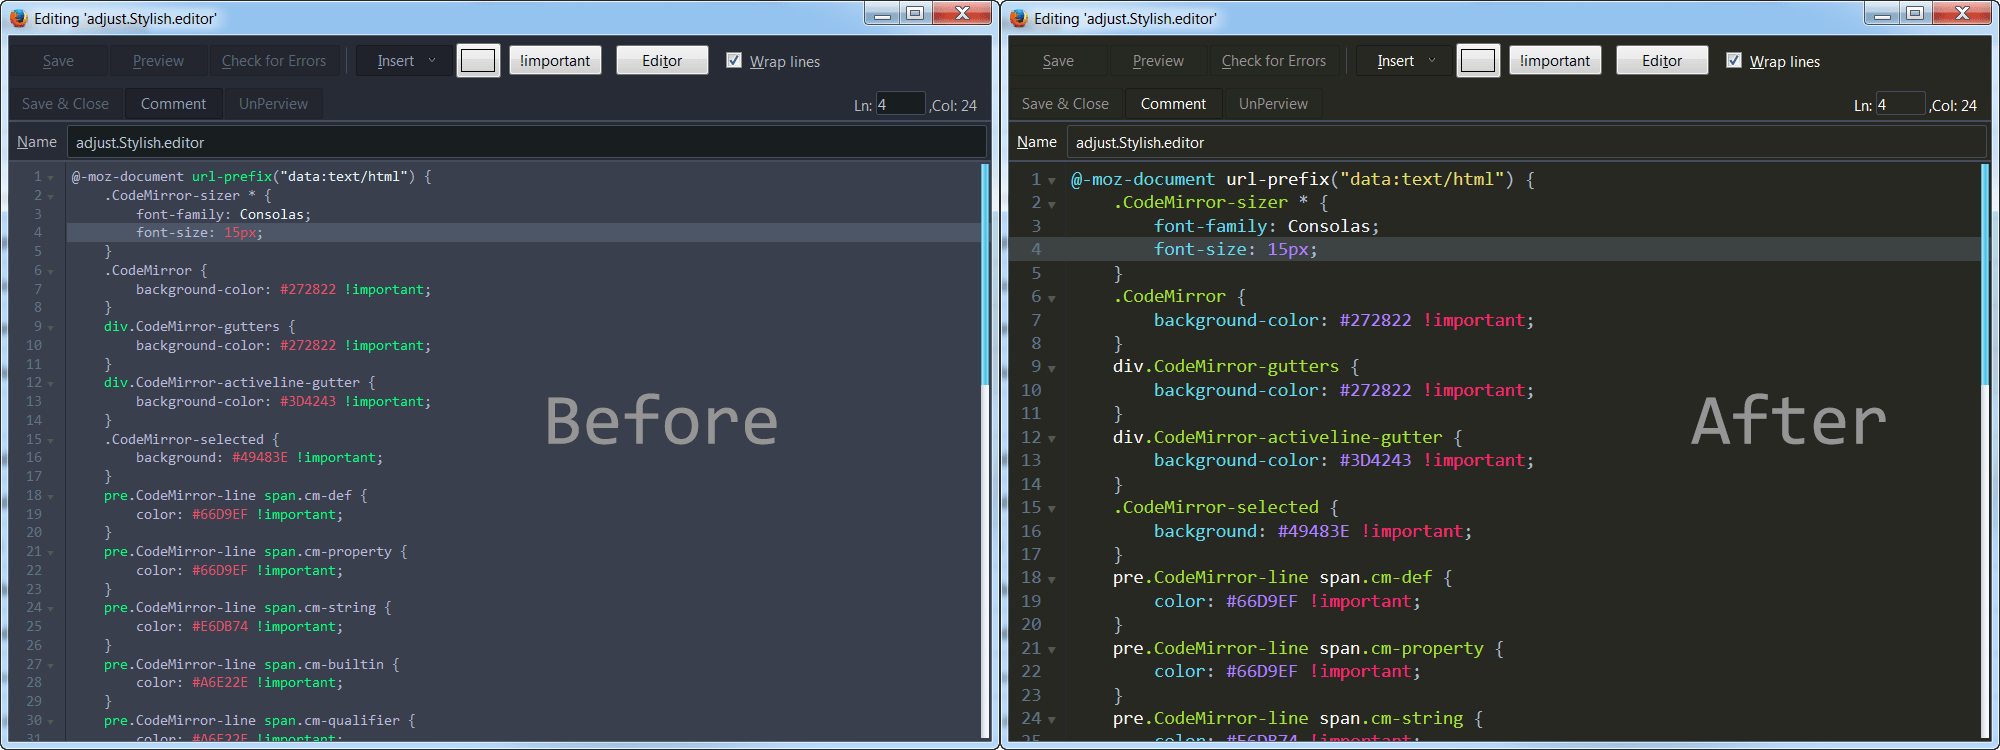 Editing 'adjust.Stylish.editor'
Save Preview Check for Errors Insert !important Editor Wrap lines
Save & Close Comment UnPerview Ln: 4 ,Col: 24
Name adjust.Stylish.editor
1 @-moz-document url-prefix("data:text/html") {
2 .CodeMirror-sizer * {
3 font-family: Consolas;
4 font-size: 15px;
5 }
6 .CodeMirror {
7 background-color: #272822 !important;
8 }
9 div.CodeMirror-gutters {
10 background-color: #272822 !important;
11 }
12 div.CodeMirror-activeline-gutter {
13 background-color: #3D4243 !important;
14 }
15 .CodeMirror-selected {
16 background: #49483E !important;
17 }
18 pre.CodeMirror-line span.cm-def {
19 color: #66D9EF !important;
20 }
21 pre.CodeMirror-line span.cm-property {
22 color: #66D9EF !important;
23 }
24 pre.CodeMirror-line span.cm-string {
25 color: #E6DB74 !important;
26 }
27 pre.CodeMirror-line span.cm-builtin {
28 color: #A6E22E !important;
29 }
30 pre.CodeMirror-line span.cm-qualifier {
31 color: #A6E22E !important;
Before
Editing 'adjust.Stylish.editor'
Save Preview Check for Errors Insert !important Editor Wrap lines
Save & Close Comment UnPerview Ln: 4 ,Col: 24
Name adjust.Stylish.editor
1 @-moz-document url-prefix("data:text/html") {
2 .CodeMirror-sizer * {
3 font-family: Consolas;
4 font-size: 15px;
5 }
6 .CodeMirror {
7 background-color: #272822 !important;
8 }
9 div.CodeMirror-gutters {
10 background-color: #272822 !important;
11 }
12 div.CodeMirror-activeline-gutter {
13 background-color: #3D4243 !important;
14 }
15 .CodeMirror-selected {
16 background: #49483E !important;
17 }
18 pre.CodeMirror-line span.cm-def {
19 color: #66D9EF !important;
20 }
21 pre.CodeMirror-line span.cm-property {
22 color: #66D9EF !important;
23 }
24 pre.CodeMirror-line span.cm-string {
25 color: #E6DB74 !important;
After